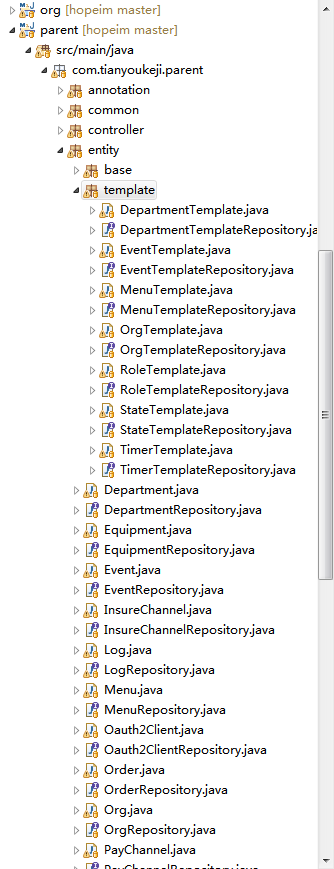 org [hopeim master]
parent [hopeim master]
src/main/java
com.tianyoukeji.parent
annotation
common
controller
entity
base
template
DepartmentTemplate.java
DepartmentTemplateRepository.ja
EventTemplate.java
EventTemplateRepository.java
MenuTemplate.java
MenuTemplateRepository.java
OrgTemplate.java
OrgTemplateRepository.java
RoleTemplate.java
RoleTemplateRepository.java
StateTemplate.java
StateTemplateRepository.java
TimerTemplate.java
TimerTemplateRepository.java
Department.java
DepartmentRepository.java
Equipment.java
EquipmentRepository.java
Event.java
EventRepository.java
InsureChannel.java
InsureChannelRepository.java
Log.java
LogRepository.java
Menu.java
MenuRepository.java
Oauth2Client.java
Oauth2ClientRepository.java
Order.java
OrderRepository.java
Org.java
OrgRepository.java
PayChannel.java
PayChannelRepository.java